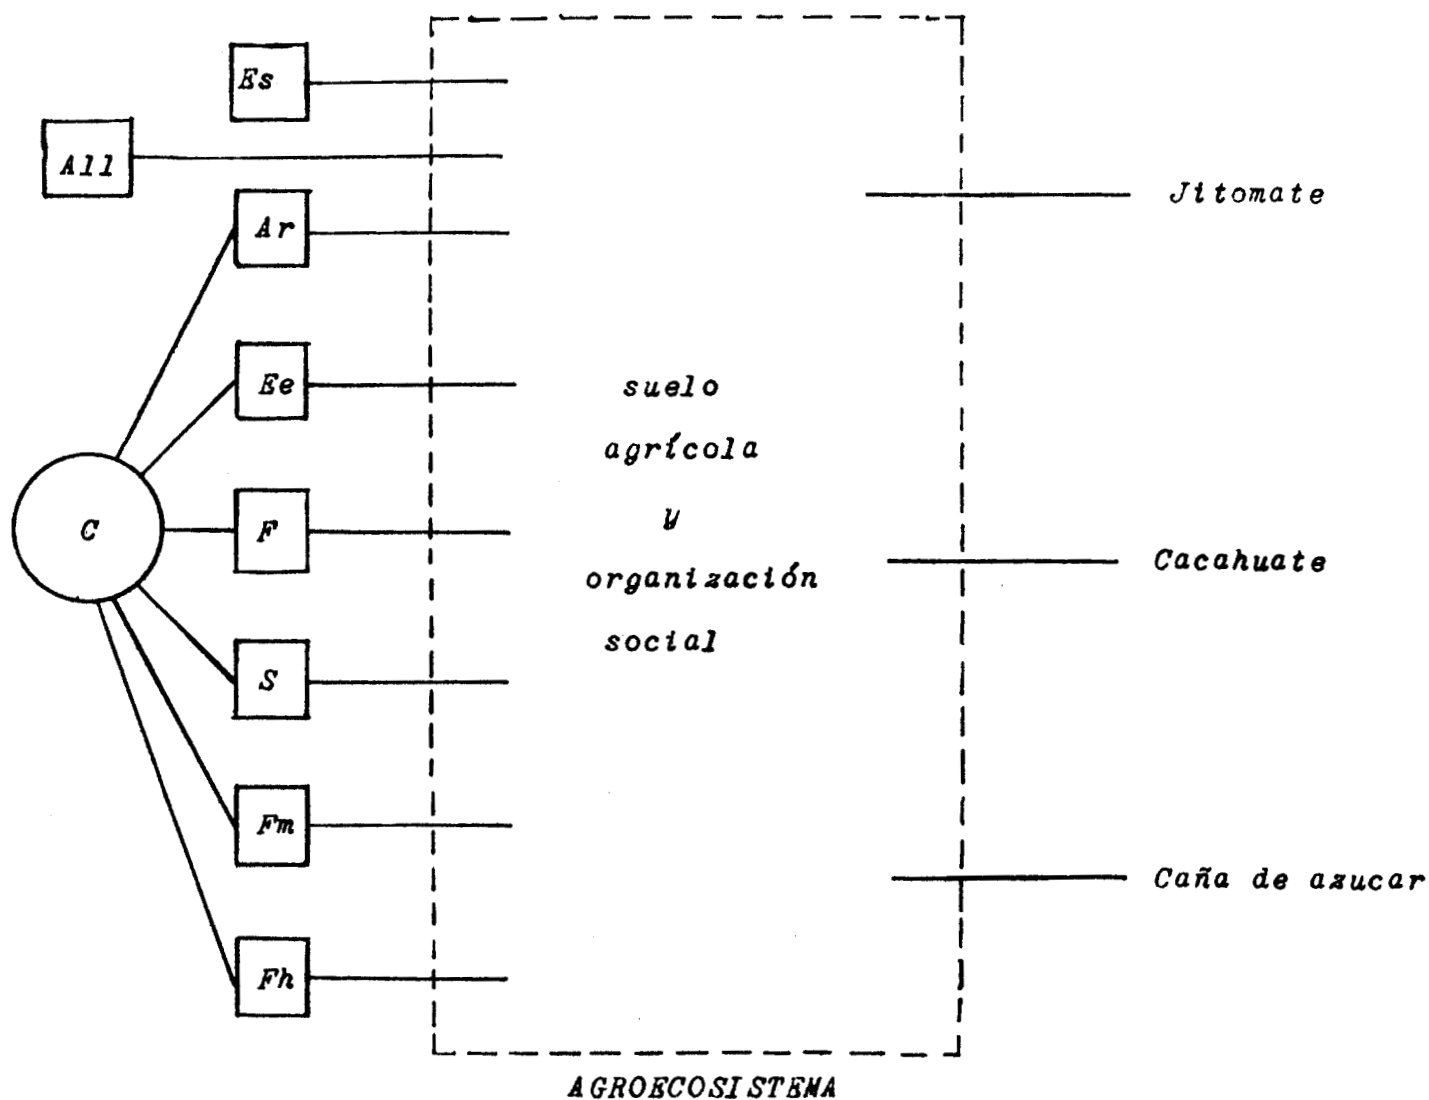 Es
All
Ar
Ee
C
F
S
Fm
Fh
suelo
agrícola
y
organización
social
Jitomate
Cacahuate
Caña de azucar
AGROECOSISTEMA